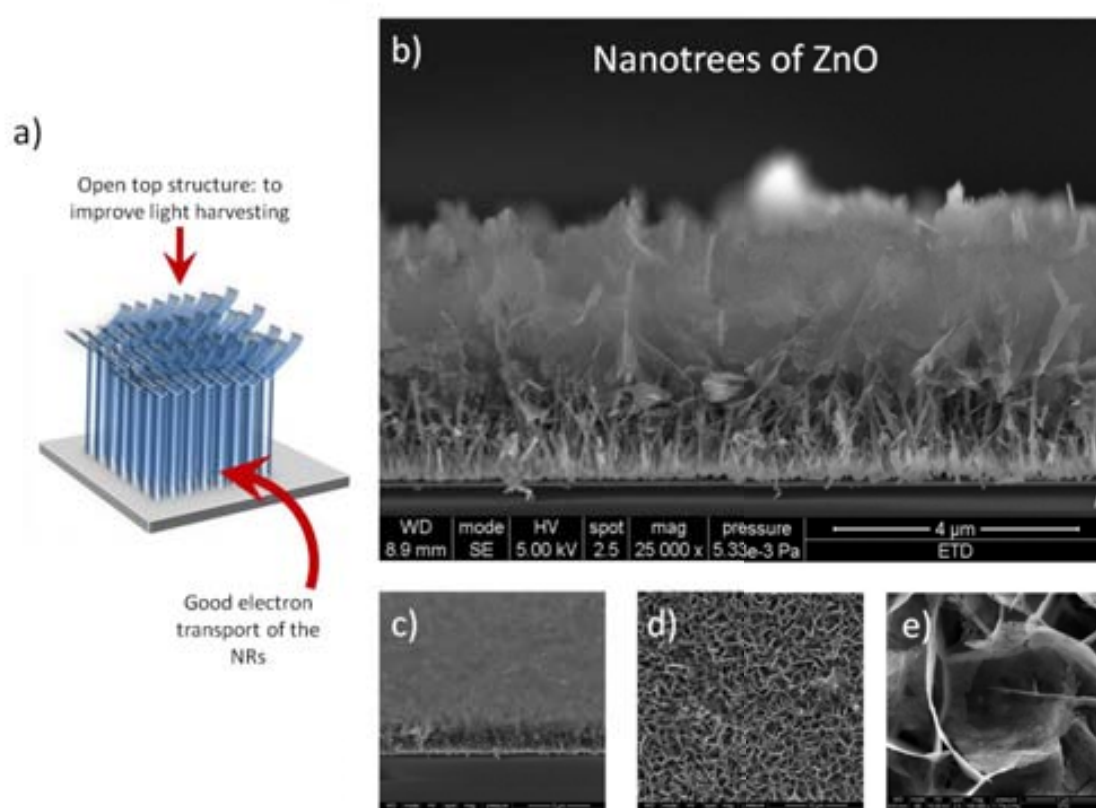 a)
Open top structure: to
improve light harvesting
Good electron
transport of the
NRs
b)
Nanotrees of ZnO
WD mode HV spot mag pressure 4 µm
8.9 mm SE 5.00 kV 2.5 25 000 x 5.33e-3 Pa ETD
c)
d)
e)